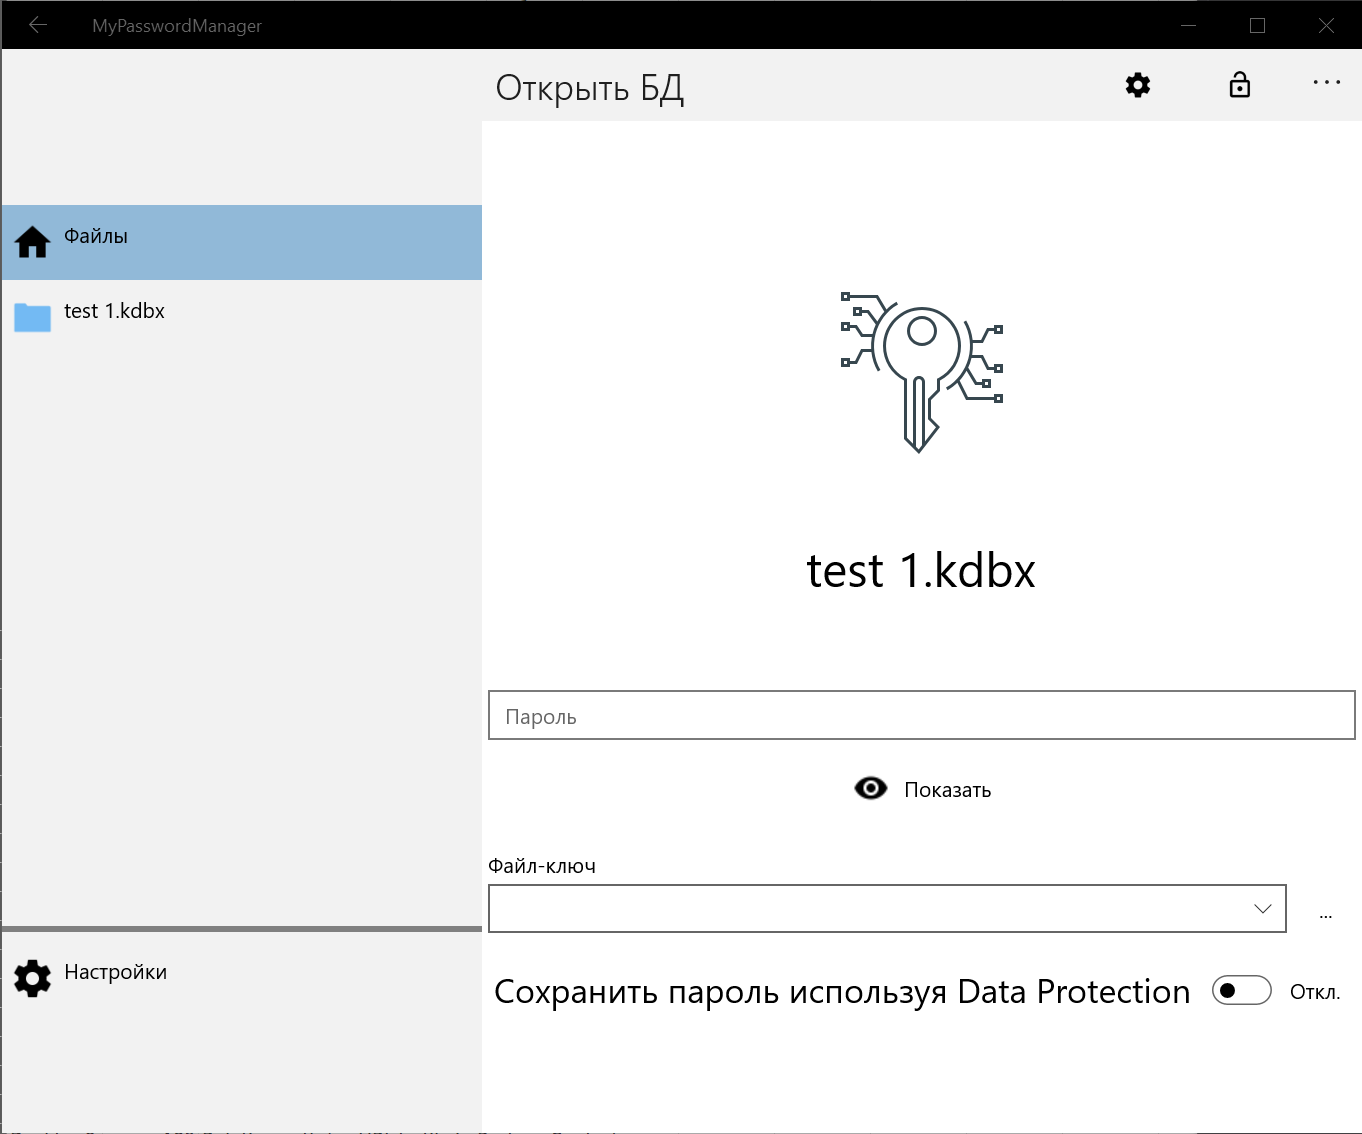 MyPasswordManager
Открыть БД
Файлы
test 1.kdbx
test 1.kdbx
Пароль
Показать
Файл-ключ
...
Сохранить пароль используя Data Protection
Откл.
Настройки